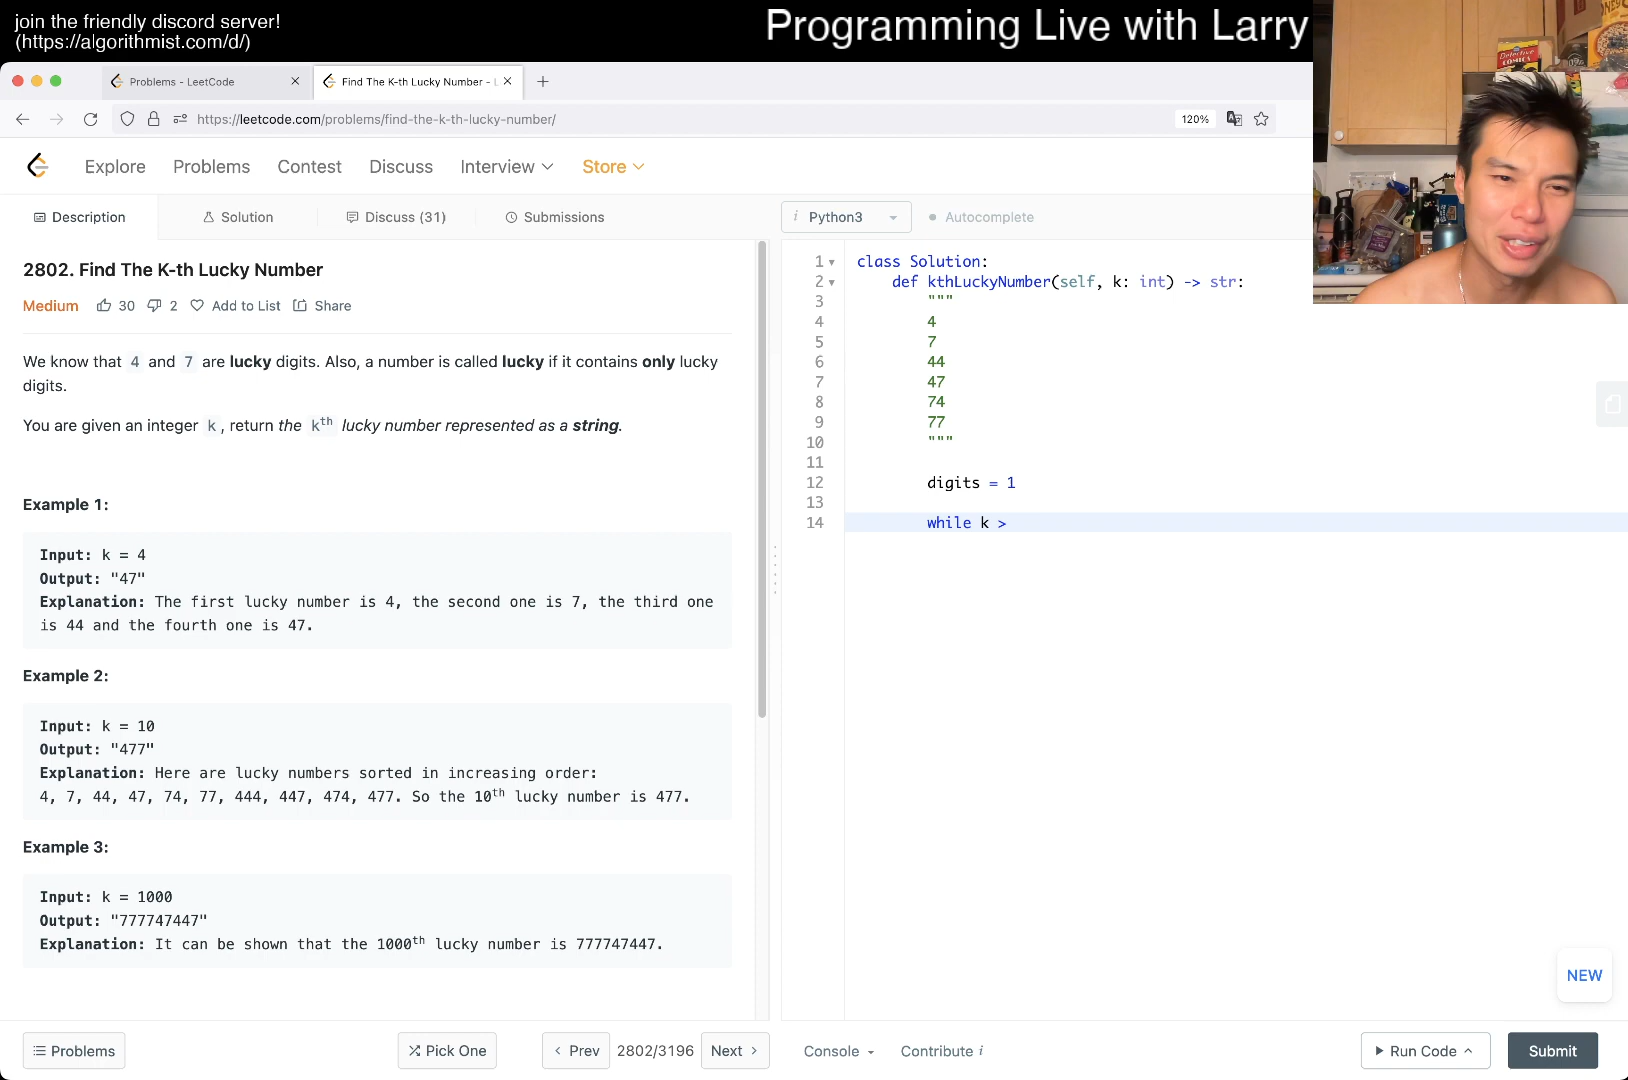 join the friendly discord server!
(https://algorithmist.com/d/)
Programming Live with Larry
Problems - LeetCode
Find The K-th Lucky Number - L
https://leetcode.com/problems/find-the-k-th-lucky-number/
120%
Explore
Problems
Contest
Discuss
Interview
Store
Description
Solution
Discuss (31)
Submissions
i Python3
Autocomplete
2802. Find The K-th Lucky Number
Medium
30
2
Add to List
Share
We know that 4 and 7 are lucky digits. Also, a number is called lucky if it contains only lucky
digits.
You are given an integer k, return the kth lucky number represented as a string.
Example 1:
Input: k = 4
Output: "47"
Explanation: The first lucky number is 4, the second one is 7, the third one
is 44 and the fourth one is 47.
Example 2:
Input: k = 10
Output: "477"
Explanation: Here are lucky numbers sorted in increasing order:
4, 7, 44, 47, 74, 77, 444, 447, 474, 477. So the 10th lucky number is 477.
Example 3:
Input: k = 1000
Output: "777747447"
Explanation: It can be shown that the 1000th lucky number is 777747447.
1 class Solution:
2 def kthLuckyNumber(self, k: int) -> str:
3 """
4 4
5 7
6 44
7 47
8 74
9 77
10 """
11
12 digits = 1
13
14 while k >
NEW
Problems
Pick One
Prev
2802/3196
Next
Console
Contribute i
Run Code
Submit